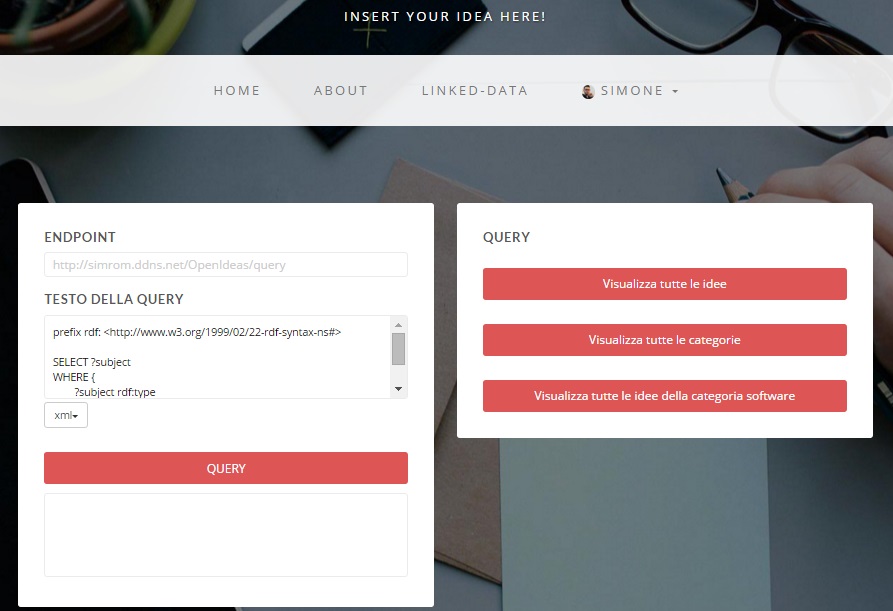 INSERT YOUR IDEA HERE!
HOME ABOUT LINKED-DATA SIMONE
ENDPOINT
http://simrom.ddns.net/OpenIdeas/query
TESTO DELLA QUERY
prefix rdf: <http://www.w3.org/1999/02/22-rdf-syntax-ns#>
SELECT ?subject
WHERE {
?subject rdf:type
xml
QUERY
QUERY
Visualizza tutte le idee
Visualizza tutte le categorie
Visualizza tutte le idee della categoria software